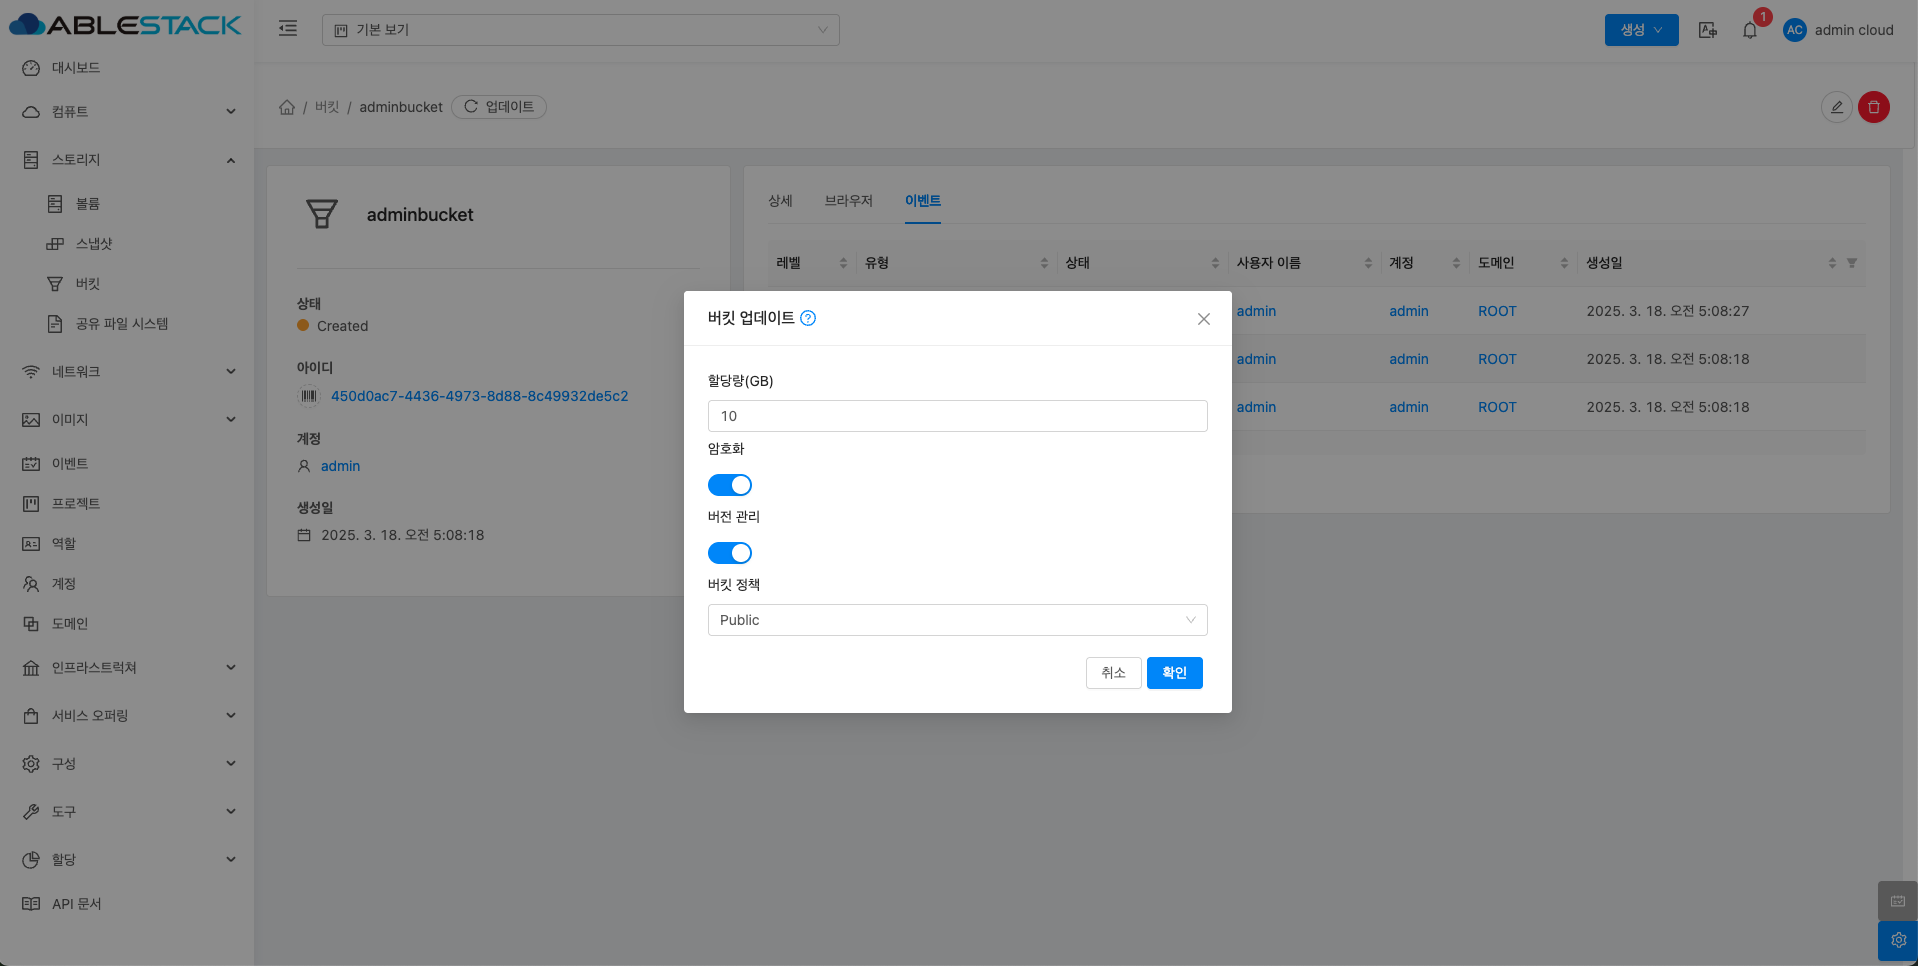 ABLESTACK
기본 보기
생성
1
AC
admin cloud
대시보드
컴퓨트
스토리지
볼륨
스냅샷
버킷
공유 파일 시스템
네트워크
이미지
이벤트
프로젝트
역할
계정
도메인
인프라스트럭쳐
서비스 오퍼링
구성
도구
할당
API 문서
/ 버킷 / adminbucket
업데이트
adminbucket
상태
Created
아이디
450d0ac7-4436-4973-8d88-8c49932de5c2
계정
admin
생성일
2025. 3. 18. 오전 5:08:18
상세 브라우저 이벤트
레벨 유형 상태 사용자 이름 계정 도메인 생성일
admin admin ROOT 2025. 3. 18. 오전 5:08:27
admin admin ROOT 2025. 3. 18. 오전 5:08:18
admin admin ROOT 2025. 3. 18. 오전 5:08:18
버킷 업데이트
할당량(GB)
10
암호화
버전 관리
버킷 정책
Public
취소 확인